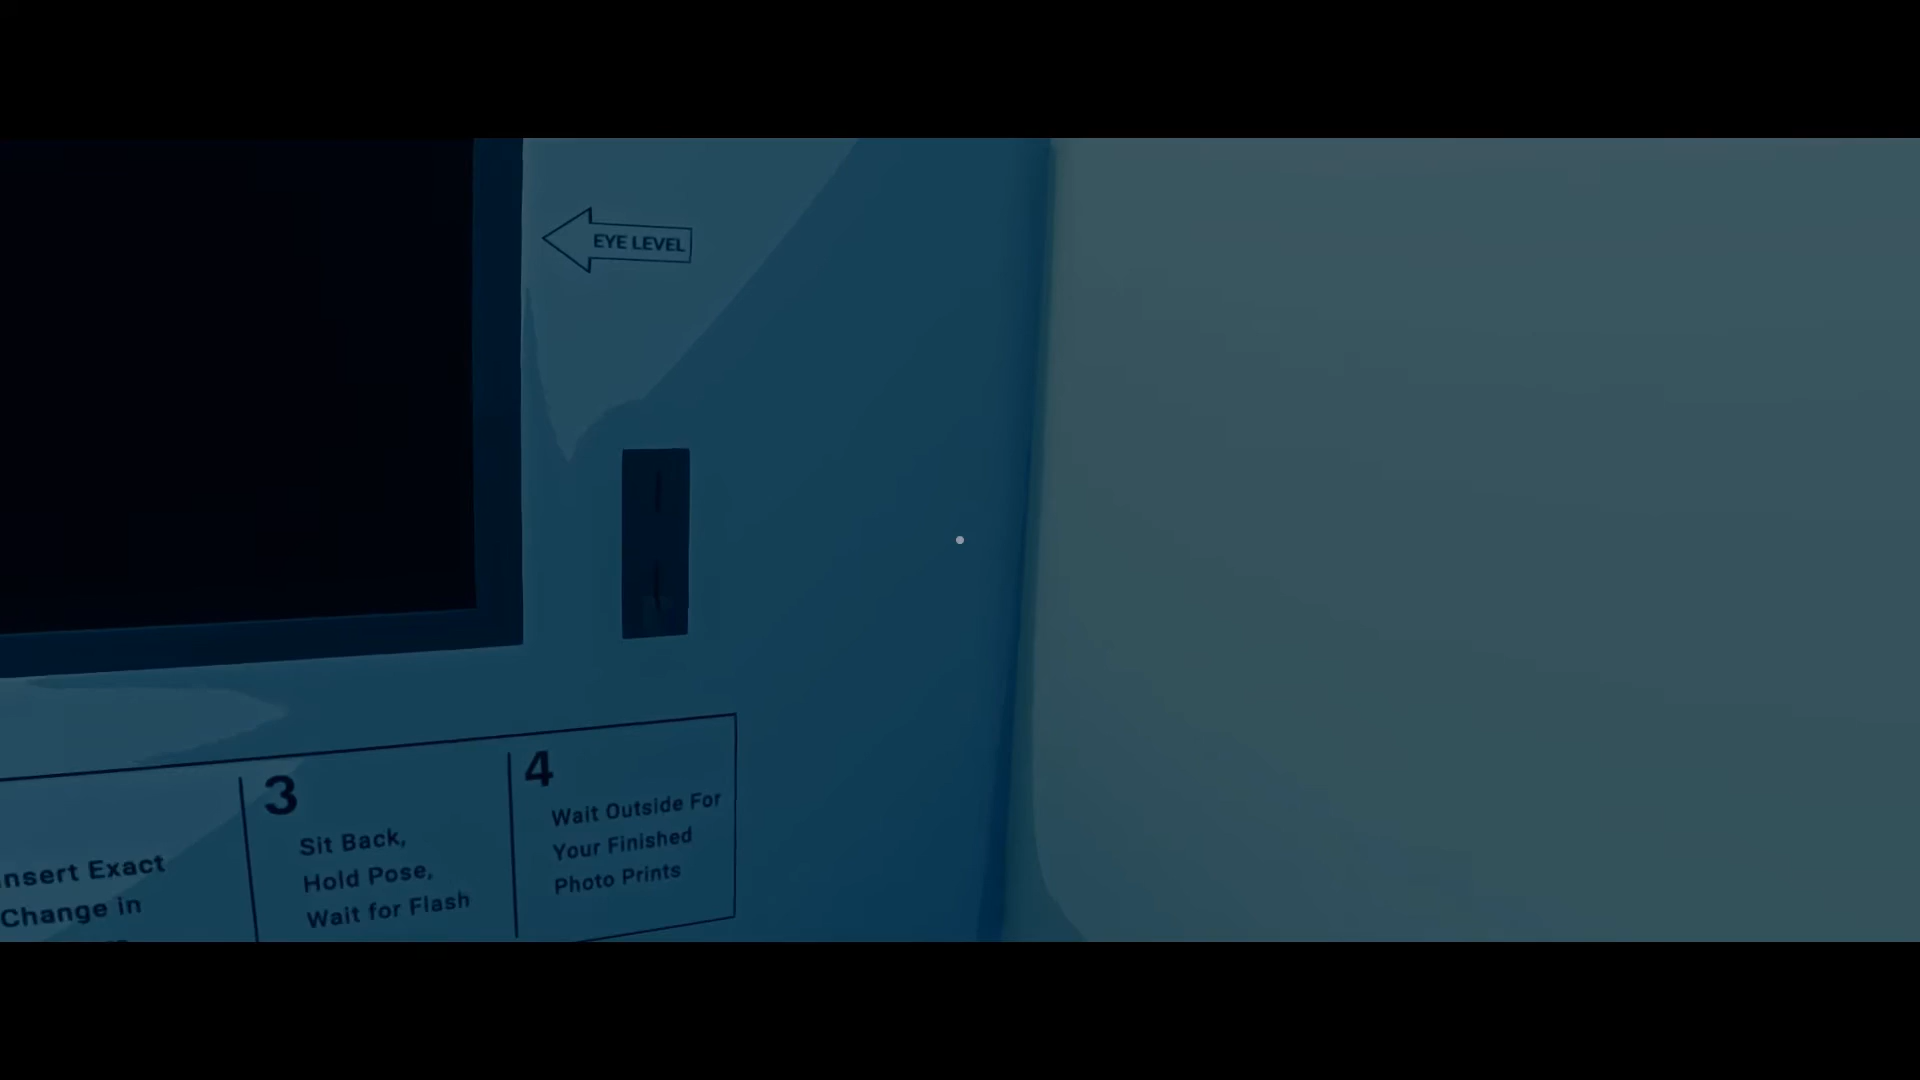 EYE LEVEL
3
Sit Back,
Hold Pose,
Wait for Flash
4
Wait Outside For
Your Finished
Photo Prints
Exact
Change in